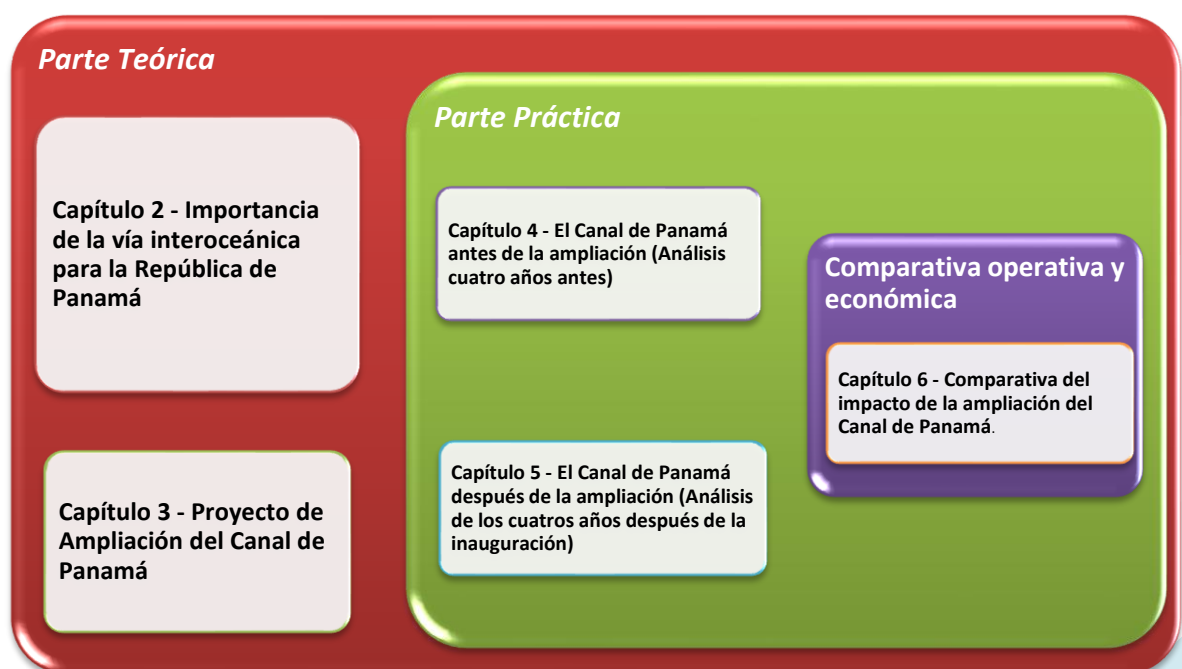 Parte Teórica
Capítulo 2 - Importancia
de la vía interoceánica
para la República de
Panamá
Capítulo 3 - Proyecto de
Ampliación del Canal de
Panamá
Parte Práctica
Capítulo 4 - El Canal de Panamá
antes de la ampliación (Análisis
cuatro años antes)
Capítulo 5 - El Canal de Panamá
después de la ampliación (Análisis
de los cuatros años después de la
inauguración)
Comparativa operativa y
económica
Capítulo 6 - Comparativa del
impacto de la ampliación del
Canal de Panamá.